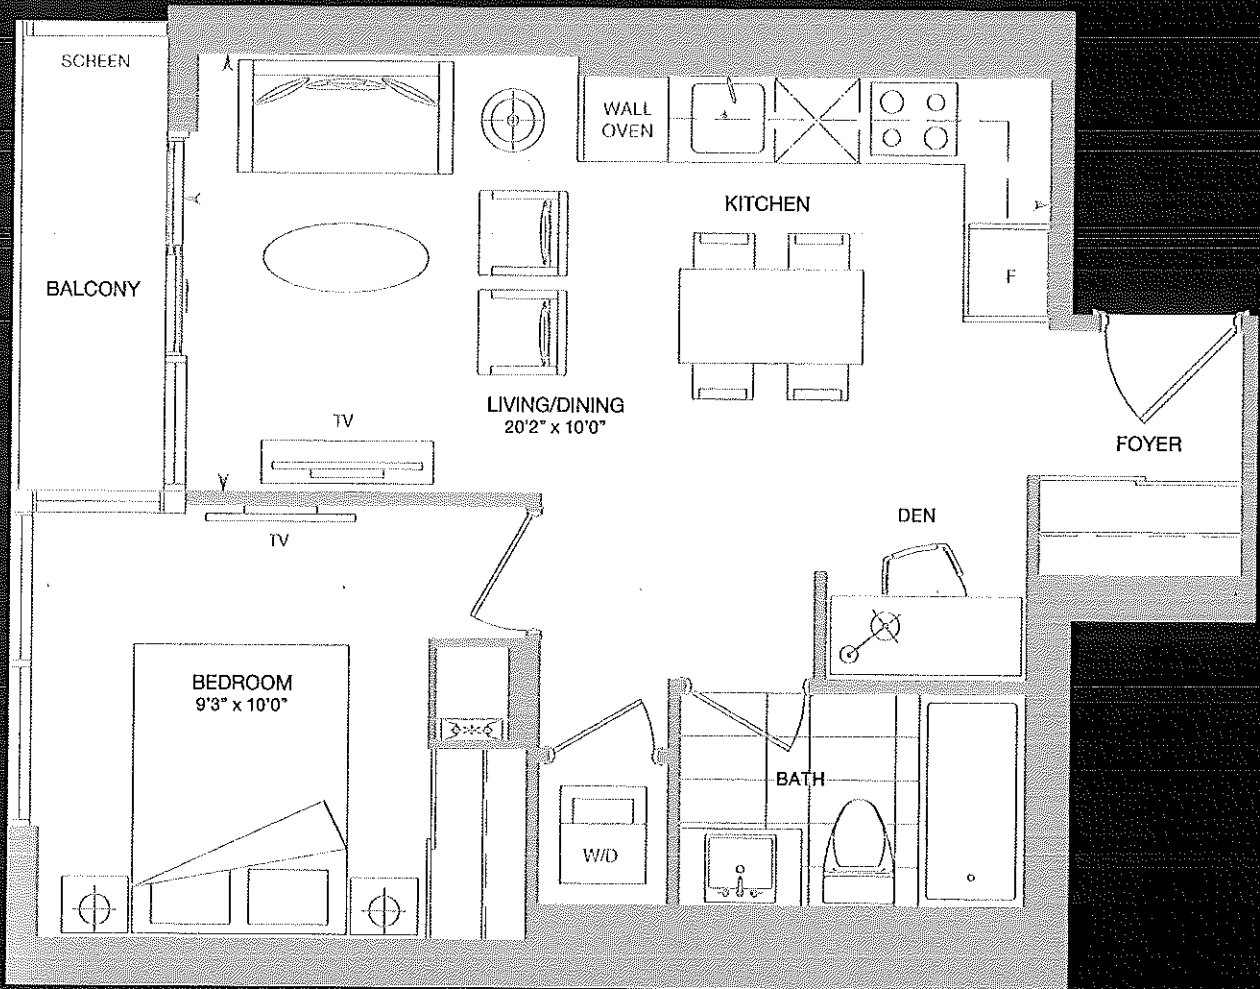 SCREEN
WALL
OVEN
KITCHEN
F
BALCONY
LIVING/DINING
20'2" x 10'0"
TV
FOYER
DEN
TV
BEDROOM
9'3" x 10'0"
BATH
W/D